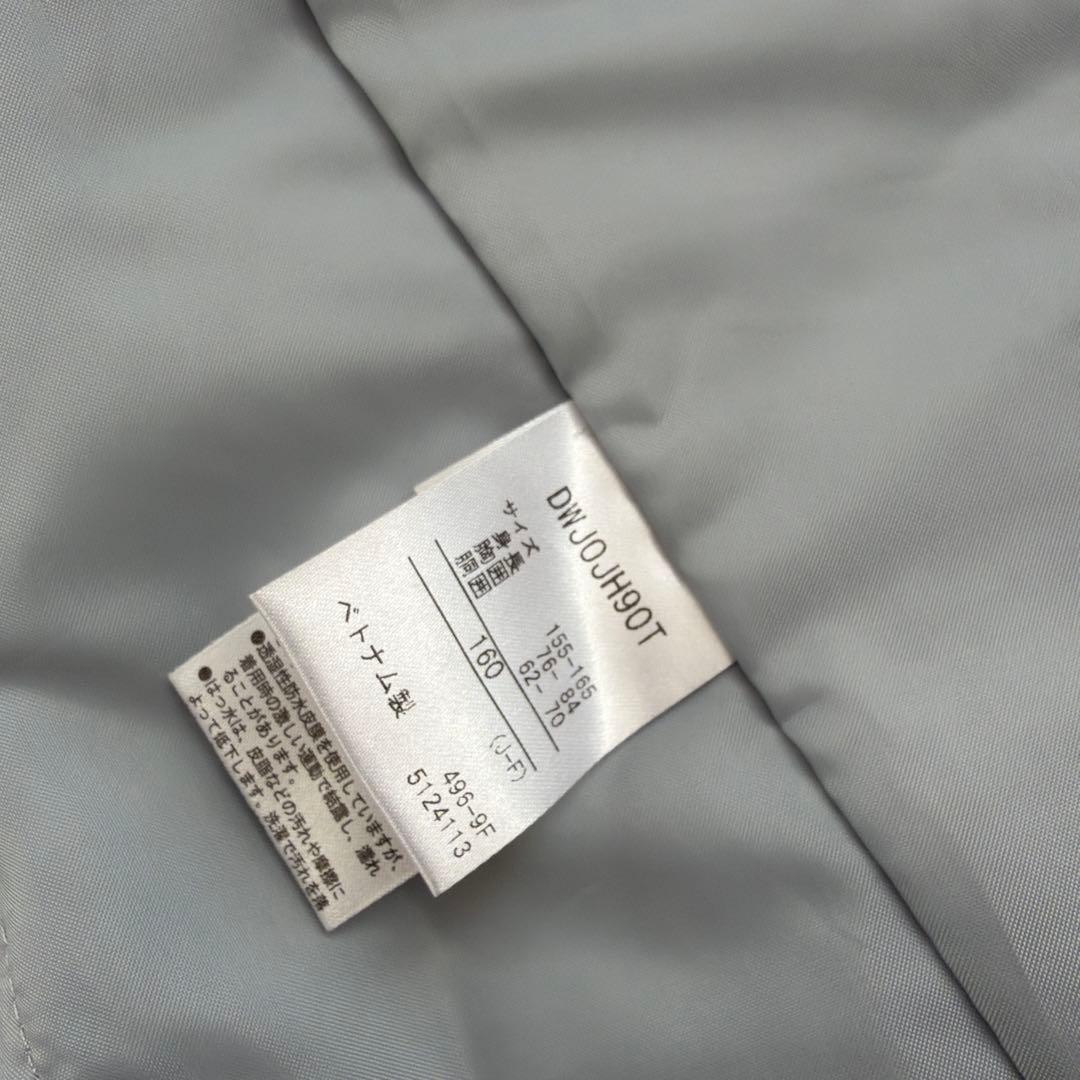 DWJOJH90T
サイズ
身長 155-165
胸囲 76- 84
胴囲 62- 70
160 (J-F)
ベトナム製 496-9F
5124113
透湿性防水皮膜を使用していますが、
着用時の激しい運動で結露し、濡れ
ることがあります。
はっ水は、皮脂などの汚れや摩擦に
よって低下します。洗濯で汚れを落